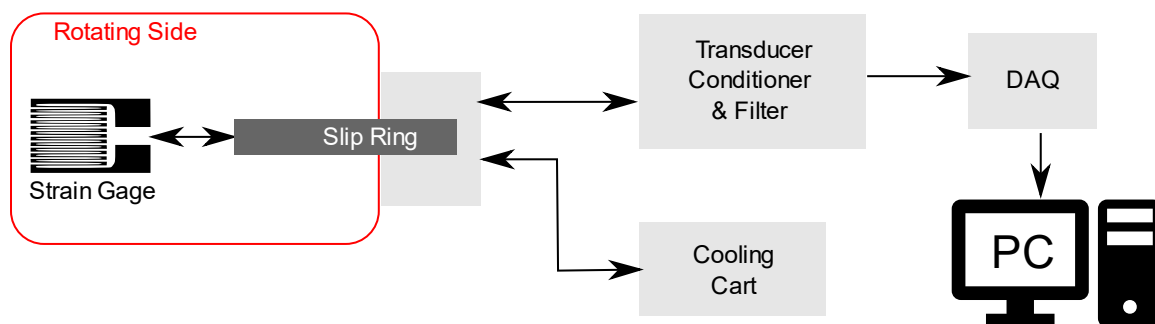 Rotating Side
Strain Gage
Slip Ring
Transducer
Conditioner
& Filter
DAQ
Cooling
Cart
PC